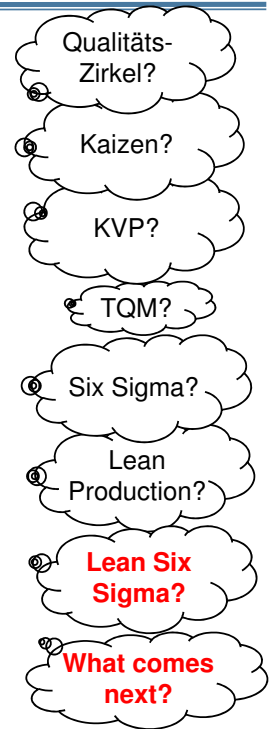 Qualitäts-
Zirkel?
Kaizen?
KVP?
TQM?
Six Sigma?
Lean
Production?
Lean Six
Sigma?
What comes
next?